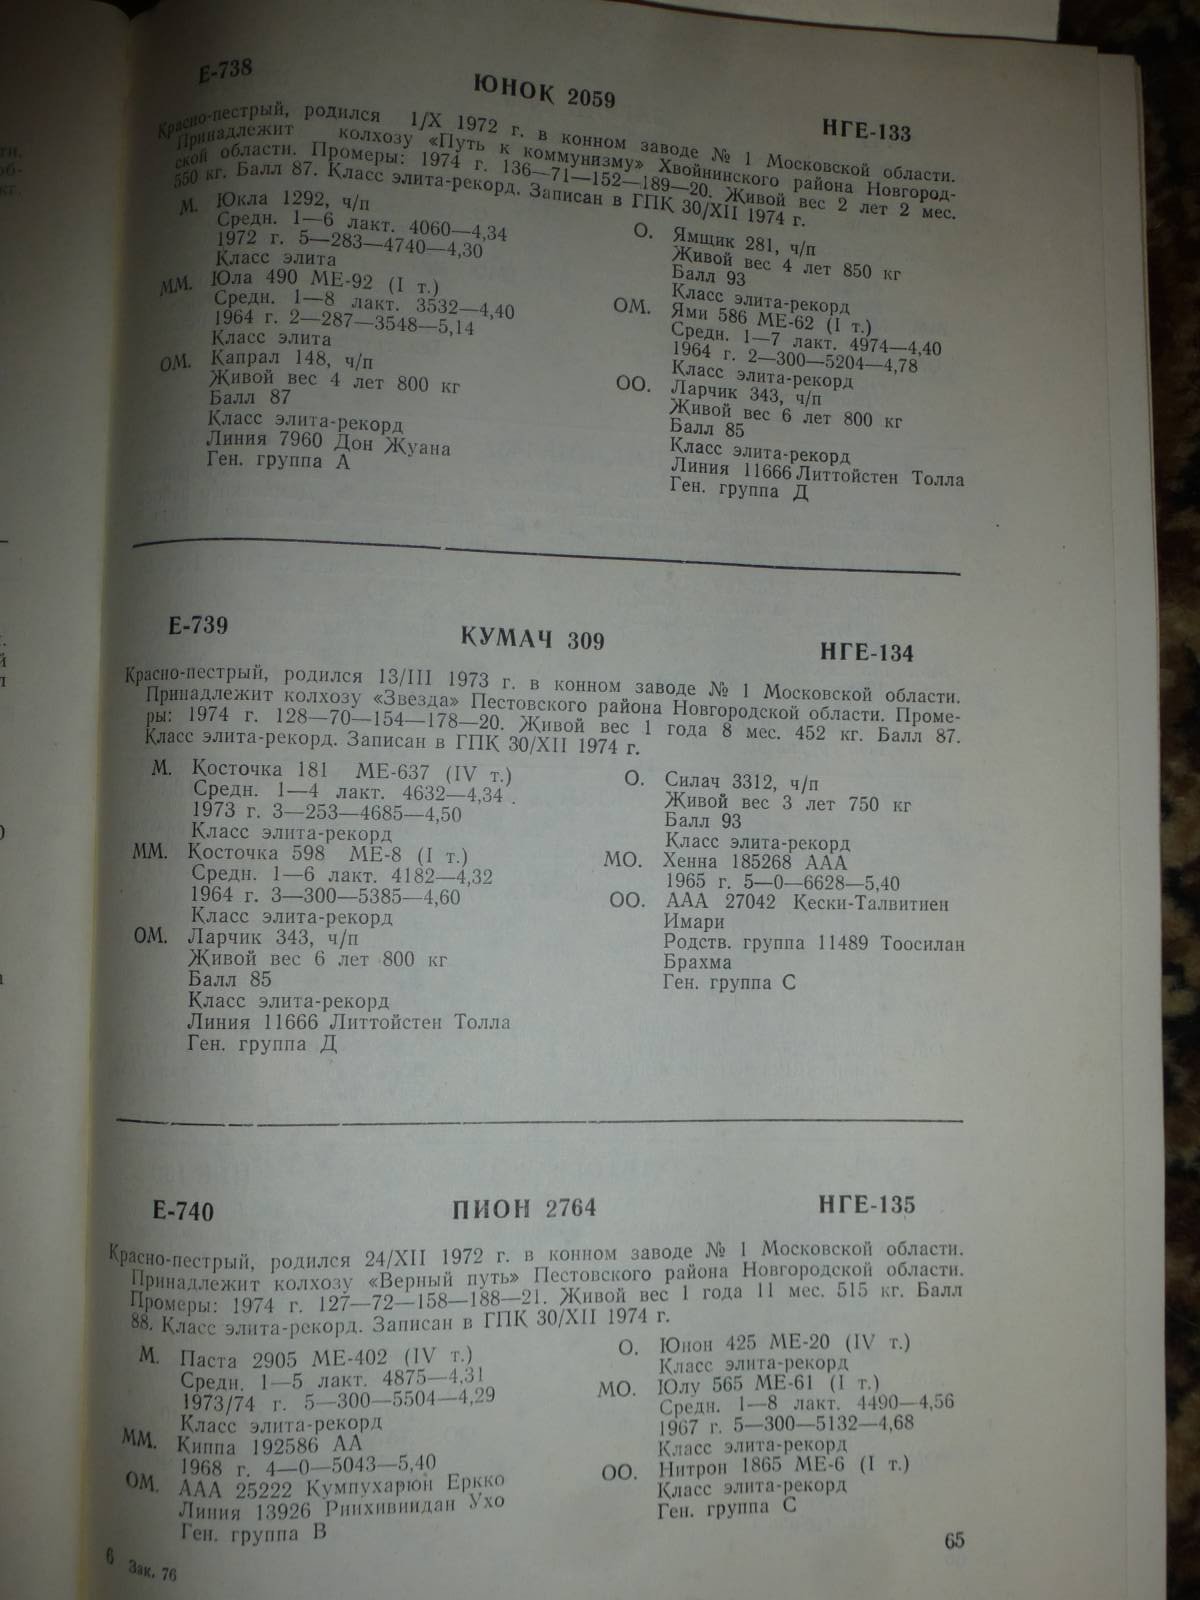 Е-738
ЮНОК 2059
НГЕ-133
Красно-пестрый, родился 1/X 1972 г. в конном заводе № 1 Московской области.
Принадлежит колхозу «Путь к коммунизму» Хвойнинского района Новгород-
ской области. Промеры: 1974 г. 136—71—152—189—20. Живой вес 2 лет 2 мес.
550 кг. Балл 87. Класс элита-рекорд. Записан в ГПК 30/XII 1974 г.
М. Юкла 1292, ч/п
Средн. 1—6 лакт. 4060—4,34
1972 г. 5—283—4740—4,30
Класс элита
ММ. Юла 490 МЕ-92 (I т.)
Средн. 1—8 лакт. 3532—4,40
1964 г. 2—287—3548—5,14
Класс элита
ОМ. Капрал 148, ч/п
Живой вес 4 лет 800 кг
Балл 87
Класс элита-рекорд
Линия 7960 Дон Жуана
Ген. группа А
О. Ямщик 281, ч/п
Живой вес 4 лет 850 кг
Балл 93
Класс элита-рекорд
ОМ. Ями 586 МЕ-62 (I т.)
Средн. 1—7 лакт. 4974—4,40
1964 г. 2—300—5204—4,78
Класс элита-рекорд
ОО. Ларчик 343, ч/п
Живой вес 6 лет 800 кг
Балл 85
Класс элита-рекорд
Линия 11666 Литтойстен Толла
Ген. группа Д
Е-739
КУМАЧ 309
НГЕ-134
Красно-пестрый, родился 13/III 1973 г. в конном заводе № 1 Московской области.
Принадлежит колхозу «Звезда» Пестовского района Новгородской области. Проме-
ры: 1974 г. 128—70—154—178—20. Живой вес 1 года 8 мес. 452 кг. Балл 87.
Класс элита-рекорд. Записан в ГПК 30/XII 1974 г.
М. Косточка 181 МЕ-637 (IV т.)
Средн. 1—4 лакт. 4632—4,34
1973 г. 3—253—4685—4,50
Класс элита-рекорд
ММ. Косточка 598 МЕ-8 (I т.)
Средн. 1—6 лакт. 4182—4,32
1964 г. 3—300—5385—4,60
Класс элита-рекорд
ОМ. Ларчик 343, ч/п
Живой вес 6 лет 800 кг
Балл 85
Класс элита-рекорд
Линия 11666 Литтойстен Толла
Ген. группа Д
О. Силач 3312, ч/п
Живой вес 3 лет 750 кг
Балл 93
Класс элита-рекорд
МО. Хенна 185268 ААА
1965 г. 5—0—6628—5,40
ОО. ААА 27042 Кески-Талвитиен
Имари
Родств. группа 11489 Тоосилан
Брахма
Ген. группа С
Е-740
ПИОН 2764
НГЕ-135
Красно-пестрый, родился 24/XII 1972 г. в конном заводе № 1 Московской области.
Принадлежит колхозу «Верный путь» Пестовского района Новгородской области.
Промеры: 1974 г. 127—72—158—188—21. Живой вес 1 года 11 мес. 515 кг. Балл
88. Класс элита-рекорд. Записан в ГПК 30/XII 1974 г.
М. Паста 2905 МЕ-402 (IV т.)
Средн. 1—5 лакт. 4875—4,31
1973/74 г. 5—300—5504—4,29
Класс элита-рекорд
ММ. Киппа 192586 АА
1968 г. 4—0—5043—5,40
ОМ. ААА 25222 Кумпухарюн Еркко
Линия 13926 Ринхивиидан Ухо
Ген. группа В
О. Юнон 425 МЕ-20 (IV т.)
Класс элита-рекорд
МО. Юлу 565 МЕ-61 (I т.)
Средн. 1—8 лакт. 4490—4,56
1967 г. 5—300—5132—4,68
Класс элита-рекорд
ОО. Нитрон 1865 МЕ-6 (I т.)
Класс элита-рекорд
Ген. группа С
6 Зак. 76
65